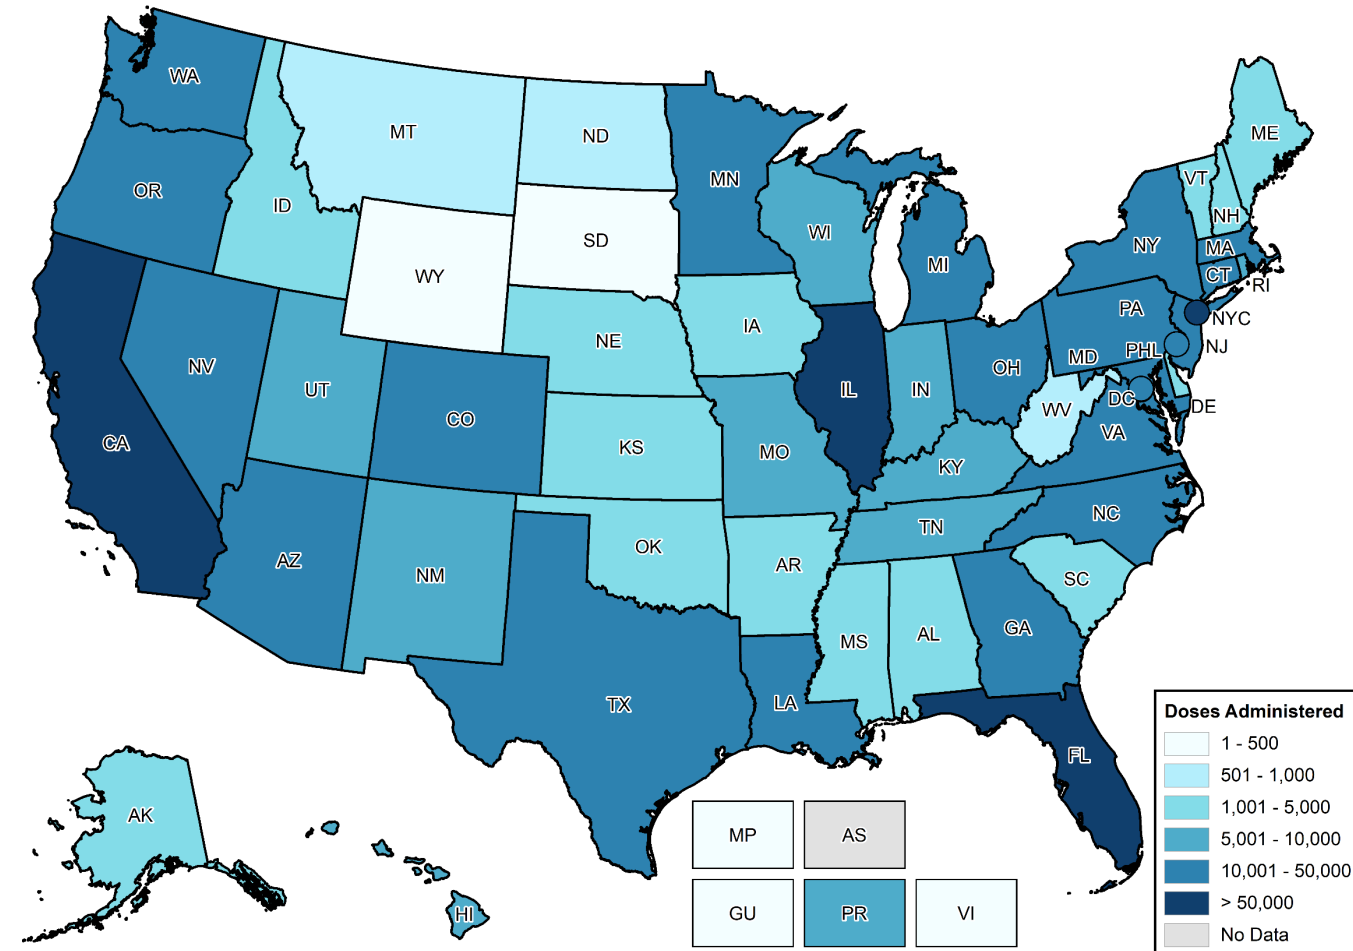 WA
MT
ND
MN
ME
OR
ID
SD
WI
VT
NH
WY
MI
NY
MA
CT
RI
IA
PA
NYC
NE
PHL
NJ
NV
UT
CO
IL
IN
OH
MD
DC
DE
WV
VA
CA
KS
MO
KY
NC
AZ
NM
OK
AR
TN
SC
MS
AL
GA
TX
LA
FL
AK
HI
MP
AS
GU
PR
VI
Doses Administered
1 - 500
501 - 1,000
1,001 - 5,000
5,001 - 10,000
10,001 - 50,000
> 50,000
No Data